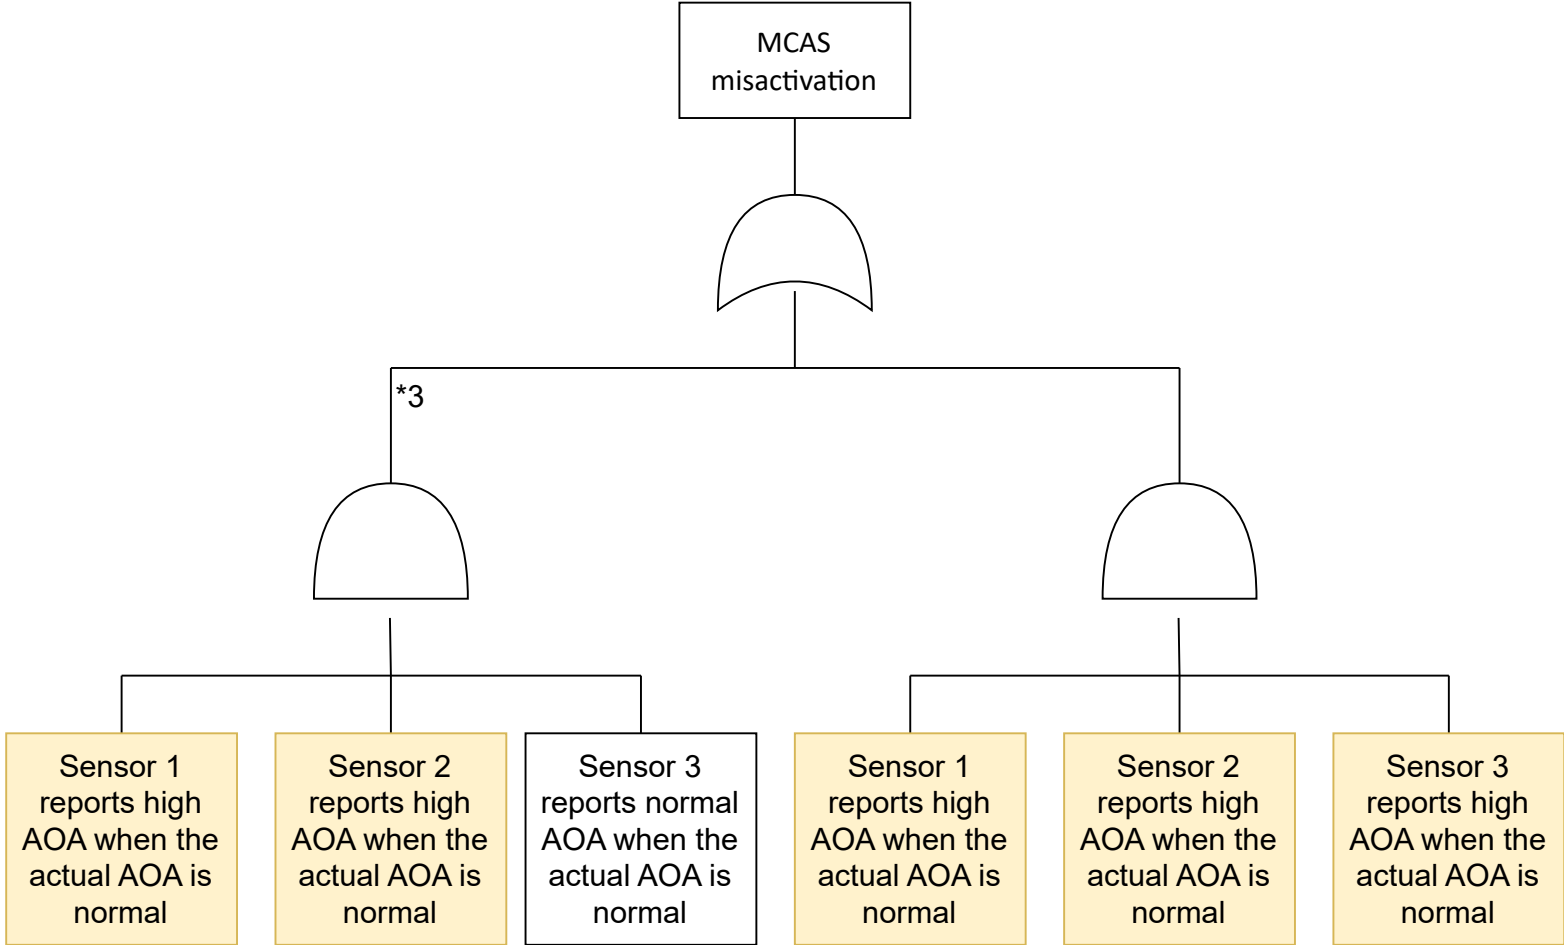 MCAS
misactivation
*3
Sensor 1
reports high
AOA when the
actual AOA is
normal
Sensor 2
reports high
AOA when the
actual AOA is
normal
Sensor 3
reports normal
AOA when the
actual AOA is
normal
Sensor 1
reports high
AOA when the
actual AOA is
normal
Sensor 2
reports high
AOA when the
actual AOA is
normal
Sensor 3
reports high
AOA when the
actual AOA is
normal